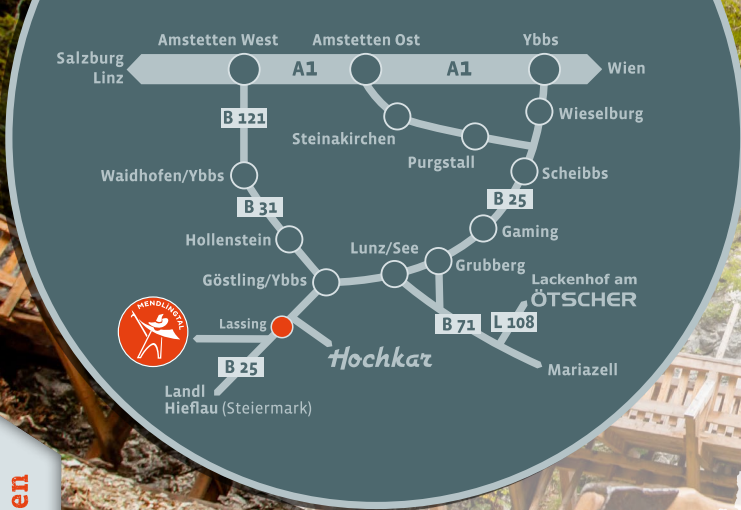 Amstetten West
Amstetten Ost
Ybbs
Salzburg
Linz
A1
A1
Wien
B 121
Wieselburg
Steinakirchen
Purgstall
Waidhofen/Ybbs
Scheibbs
B 31
B 25
Hollenstein
Gaming
Lunz/See
Grubberg
Göstling/Ybbs
Lackenhof am
ÖTSCHER
MENDLINGTAL
Lassing
B 71
L 108
Hochkar
B 25
Mariazell
Landl
Hieflau (Steiermark)
en